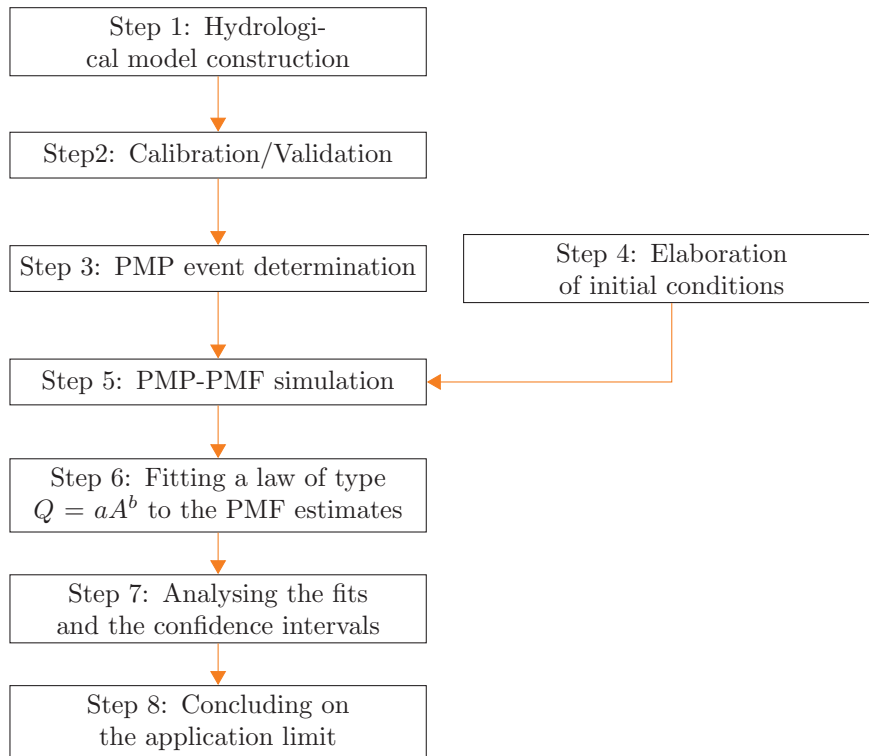 Step 1: Hydrologi-
cal model construction
Step2: Calibration/Validation
Step 3: PMP event determination
Step 4: Elaboration
of initial conditions
Step 5: PMP-PMF simulation
Step 6: Fitting a law of type
Q = aA^b to the PMF estimates
Step 7: Analysing the fits
and the confidence intervals
Step 8: Concluding on
the application limit